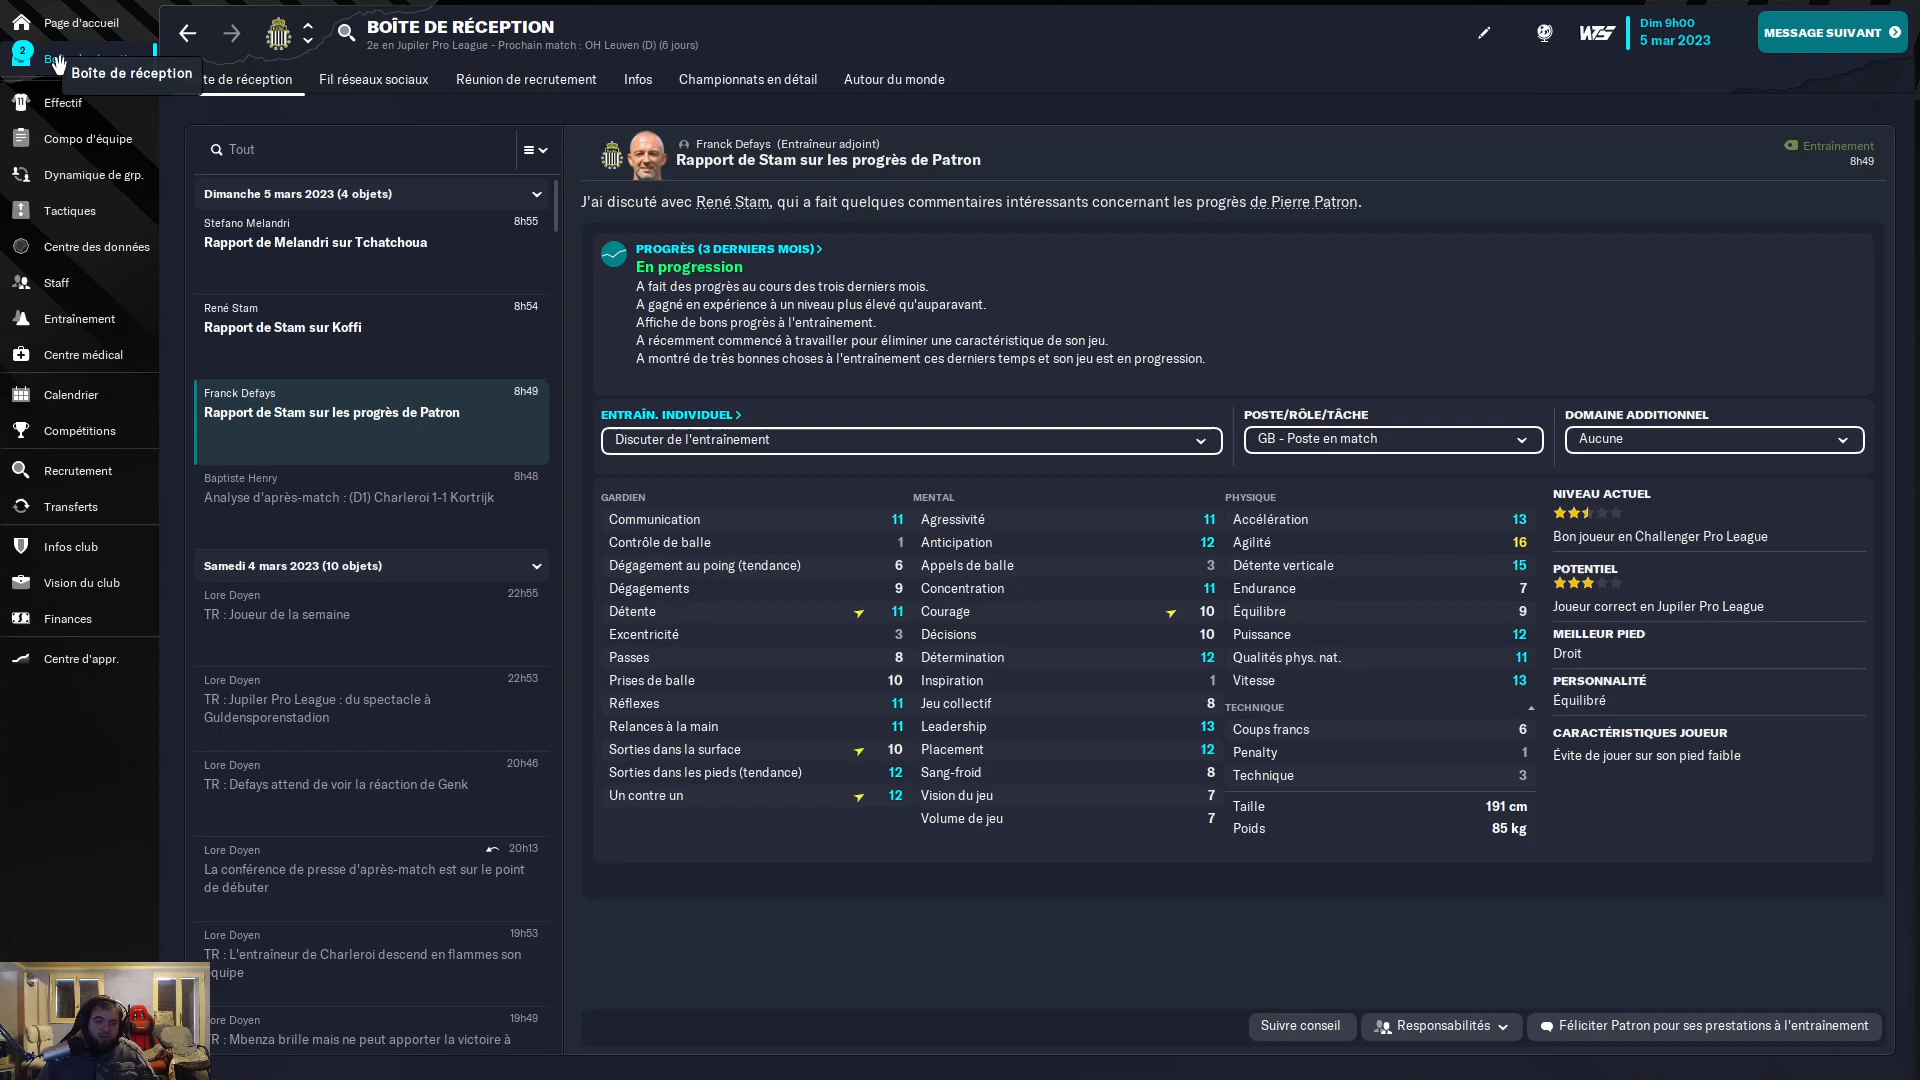 Page d'accueil
2
Boîte de réception
Effectif
Compo d'équipe
Dynamique de grp.
Tactiques
Centre des données
Staff
Entraînement
Centre médical
Calendrier
Compétitions
Recrutement
Transferts
Infos club
Vision du club
Finances
Centre d'appr.
BOÎTE DE RÉCEPTION
2e en Jupiler Pro League - Prochain match : OH Leuven (D) (6 jours)
Dim 9h00
5 mar 2023
MESSAGE SUIVANT
te de réception
Fil réseaux sociaux
Réunion de recrutement
Infos
Championnats en détail
Autour du monde
Tout
Dimanche 5 mars 2023 (4 objets)
Stefano Melandri 8h55
Rapport de Melandri sur Tchatchoua
René Stam 8h54
Rapport de Stam sur Koffi
Franck Defays 8h49
Rapport de Stam sur les progrès de Patron
Baptiste Henry 8h48
Analyse d'après-match : (D1) Charleroi 1-1 Kortrijk
Samedi 4 mars 2023 (10 objets)
Lore Doyen 22h55
TR : Joueur de la semaine
Lore Doyen 22h53
TR : Jupiler Pro League : du spectacle à
Guldensporenstadion
Lore Doyen 20h46
TR : Defays attend de voir la réaction de Genk
Lore Doyen 20h13
La conférence de presse d'après-match est sur le point
de débuter
Lore Doyen 19h53
TR : L'entraîneur de Charleroi descend en flammes son
équipe
ore Doyen 19h49
TR : Mbenza brille mais ne peut apporter la victoire à
Franck Defays (Entraîneur adjoint)
Rapport de Stam sur les progrès de Patron
Entraînement
8h49
J'ai discuté avec René Stam, qui a fait quelques commentaires intéressants concernant les progrès de Pierre Patron.
PROGRÈS (3 DERNIERS MOIS)
En progression
A fait des progrès au cours des trois derniers mois.
A gagné en expérience à un niveau plus élevé qu'auparavant.
Affiche de bons progrès à l'entraînement.
A récemment commencé à travailler pour éliminer une caractéristique de son jeu.
A montré de très bonnes choses à l'entraînement ces derniers temps et son jeu est en progression.
ENTRAÎN. INDIVIDUEL
Discuter de l'entraînement
POSTE/RÔLE/TÂCHE
GB - Poste en match
DOMAINE ADDITIONNEL
Aucune
GARDIEN
Communication 11
Contrôle de balle 1
Dégagement au poing (tendance) 6
Dégagements 9
Détente 11
Excentricité 3
Passes 8
Prises de balle 10
Réflexes 11
Relances à la main 11
Sorties dans la surface 10
Sorties dans les pieds (tendance) 12
Un contre un 12
MENTAL
Agressivité 11
Anticipation 12
Appels de balle 3
Concentration 11
Courage 10
Décisions 10
Détermination 12
Inspiration 1
Jeu collectif 8
Leadership 13
Placement 12
Sang-froid 8
Vision du jeu 7
Volume de jeu 7
PHYSIQUE
Accélération 13
Agilité 16
Détente verticale 15
Endurance 7
Équilibre 9
Puissance 12
Qualités phys. nat. 11
Vitesse 13
TECHNIQUE
Coups francs 6
Penalty 1
Technique 3
Taille 191 cm
Poids 85 kg
NIVEAU ACTUEL
Bon joueur en Challenger Pro League
POTENTIEL
Joueur correct en Jupiler Pro League
MEILLEUR PIED
Droit
PERSONNALITÉ
Équilibré
CARACTÉRISTIQUES JOUEUR
Évite de jouer sur son pied faible
Suivre conseil
Responsabilités
Féliciter Patron pour ses prestations à l'entraînement